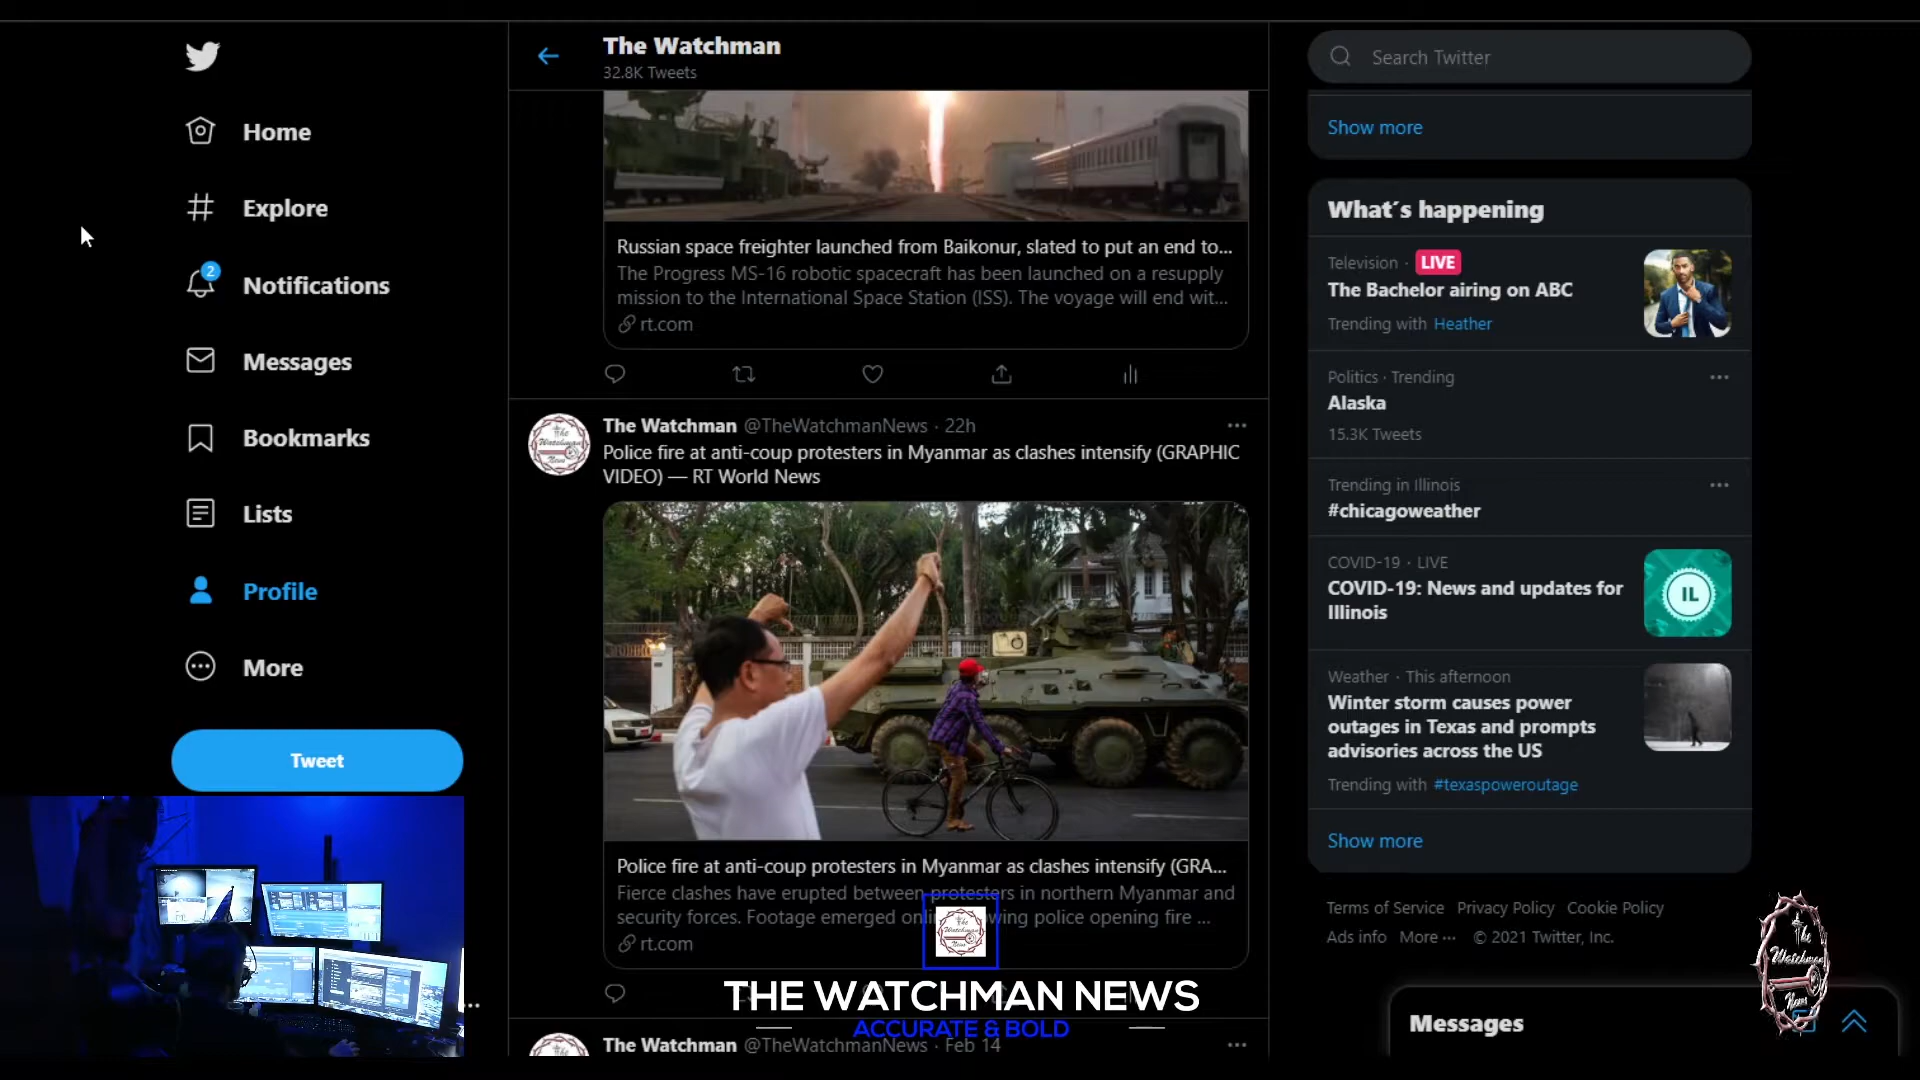 Home
Explore
2
Notifications
Messages
Bookmarks
Lists
Profile
More
Tweet
The Watchman
32.8K Tweets
Russian space freighter launched from Baikonur, slated to put an end to...
The Progress MS-16 robotic spacecraft has been launched on a resupply
mission to the International Space Station (ISS). The voyage will end wit...
rt.com
The Watchman @TheWatchmanNews · 22h
Police fire at anti-coup protesters in Myanmar as clashes intensify (GRAPHIC
VIDEO) — RT World News
Police fire at anti-coup protesters in Myanmar as clashes intensify (GRA...
Fierce clashes have erupted between protesters in northern Myanmar and
security forces. Footage emerged police opening fire ...
rt.com
The Watchman News
THE WATCHMAN NEWS
ACCURATE & BOLD
The Watchman @TheWatchmanNews · Feb 14
Search Twitter
Show more
What´s happening
Television · LIVE
The Bachelor airing on ABC
Trending with Heather
Politics · Trending
Alaska
15.3K Tweets
Trending in Illinois
#chicagoweather
COVID-19 · LIVE
COVID-19: News and updates for
Illinois
IL
Weather · This afternoon
Winter storm causes power
outages in Texas and prompts
advisories across the US
Trending with #texaspoweroutage
Show more
Terms of Service Privacy Policy Cookie Policy
Ads info More ··· © 2021 Twitter, Inc.
The
Watchman
News
Messages